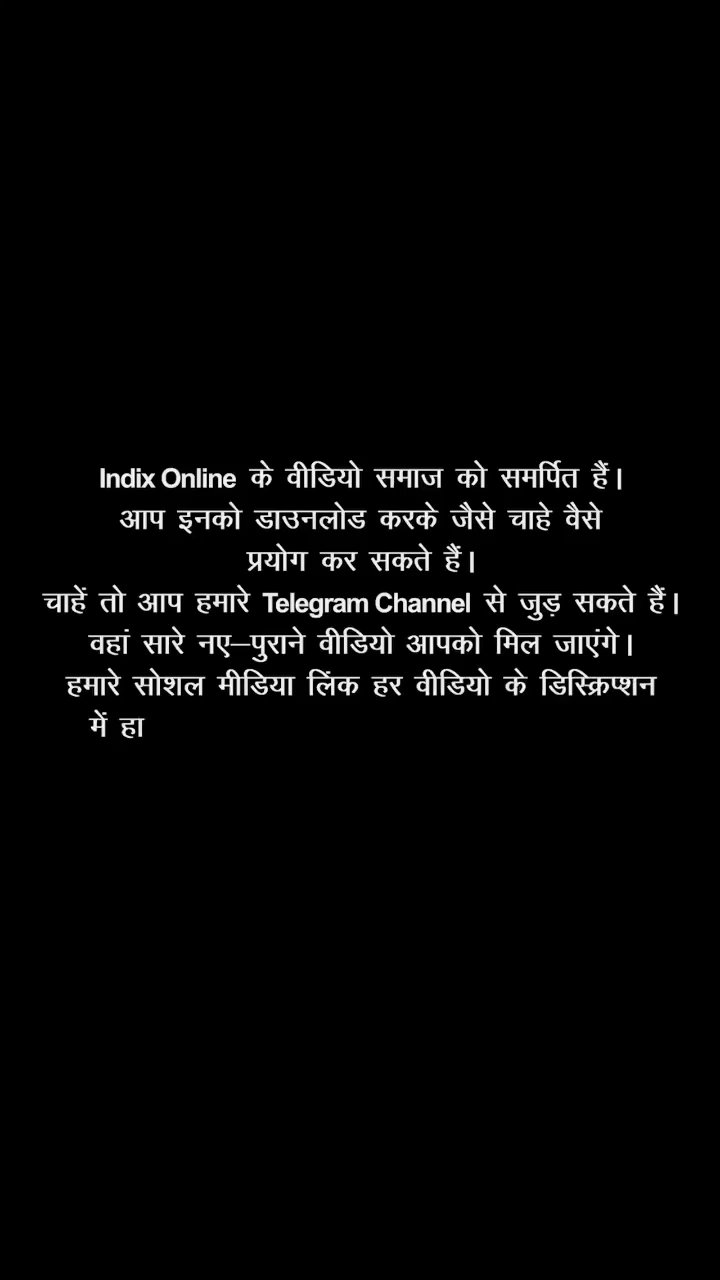 Indix Online के वीडियो समाज को समर्पित हैं।
आप इनको डाउनलोड करके जैसे चाहे वैसे
प्रयोग कर सकते हैं।
चाहें तो आप हमारे Telegram Channel से जुड़ सकते हैं।
वहां सारे नए–पुराने वीडियो आपको मिल जाएंगे।
हमारे सोशल मीडिया लिंक हर वीडियो के डिस्क्रिप्शन
में हा